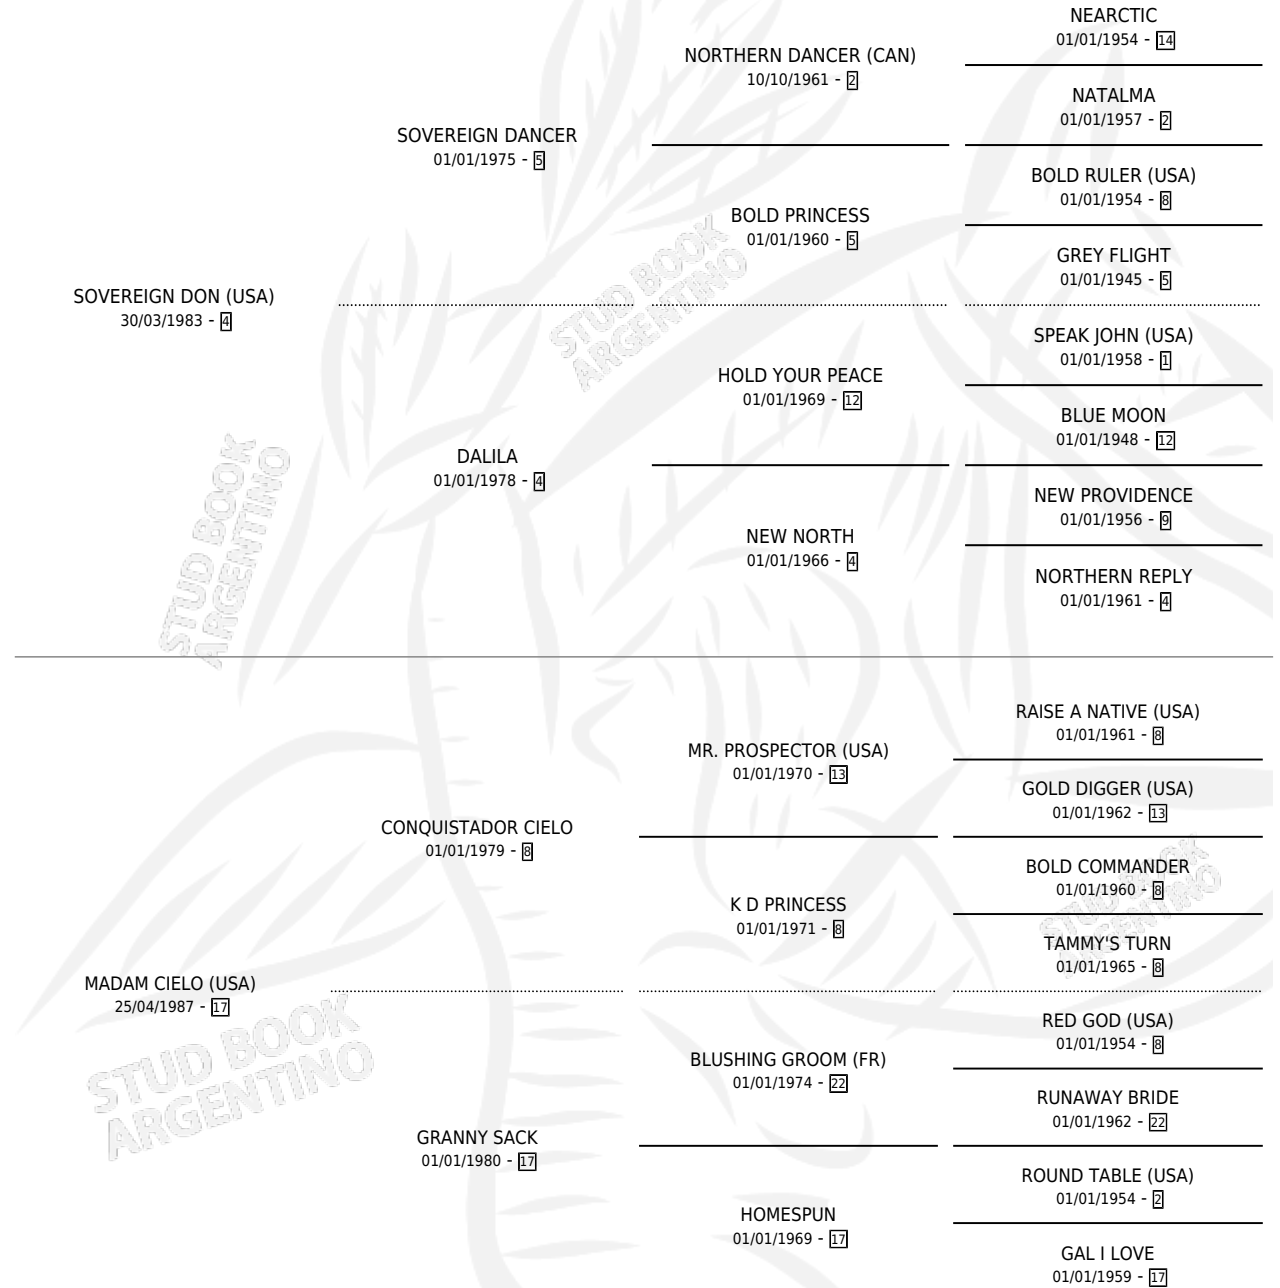 NEARCTIC
01/01/1954 - 14
NORTHERN DANCER (CAN)
10/10/1961 - 2
NATALMA
01/01/1957 - 2
SOVEREIGN DANCER
01/01/1975 - 5
BOLD RULER (USA)
01/01/1954 - 8
BOLD PRINCESS
01/01/1960 - 5
GREY FLIGHT
01/01/1945 - 5
STUD BOOK
ARGENTINO
SOVEREIGN DON (USA)
30/03/1983 - 4
SPEAK JOHN (USA)
01/01/1958 - 1
HOLD YOUR PEACE
01/01/1969 - 12
BLUE MOON
01/01/1948 - 12
DALILA
01/01/1978 - 4
NEW PROVIDENCE
01/01/1956 - 9
NEW NORTH
01/01/1966 - 4
NORTHERN REPLY
01/01/1961 - 4
STUD BOOK
ARGENTINO
RAISE A NATIVE (USA)
01/01/1961 - 8
MR. PROSPECTOR (USA)
01/01/1970 - 13
GOLD DIGGER (USA)
01/01/1962 - 13
CONQUISTADOR CIELO
01/01/1979 - 8
BOLD COMMANDER
01/01/1960 - 8
K D PRINCESS
01/01/1971 - 8
TAMMY'S TURN
01/01/1965 - 8
STUD BOOK
ARGENTINO
MADAM CIELO (USA)
25/04/1987 - 17
RED GOD (USA)
01/01/1954 - 8
BLUSHING GROOM (FR)
01/01/1974 - 22
RUNAWAY BRIDE
01/01/1962 - 22
STUD BOOK
ARGENTINO
GRANNY SACK
01/01/1980 - 17
ROUND TABLE (USA)
01/01/1954 - 2
HOMESPUN
01/01/1969 - 17
GAL I LOVE
01/01/1959 - 17